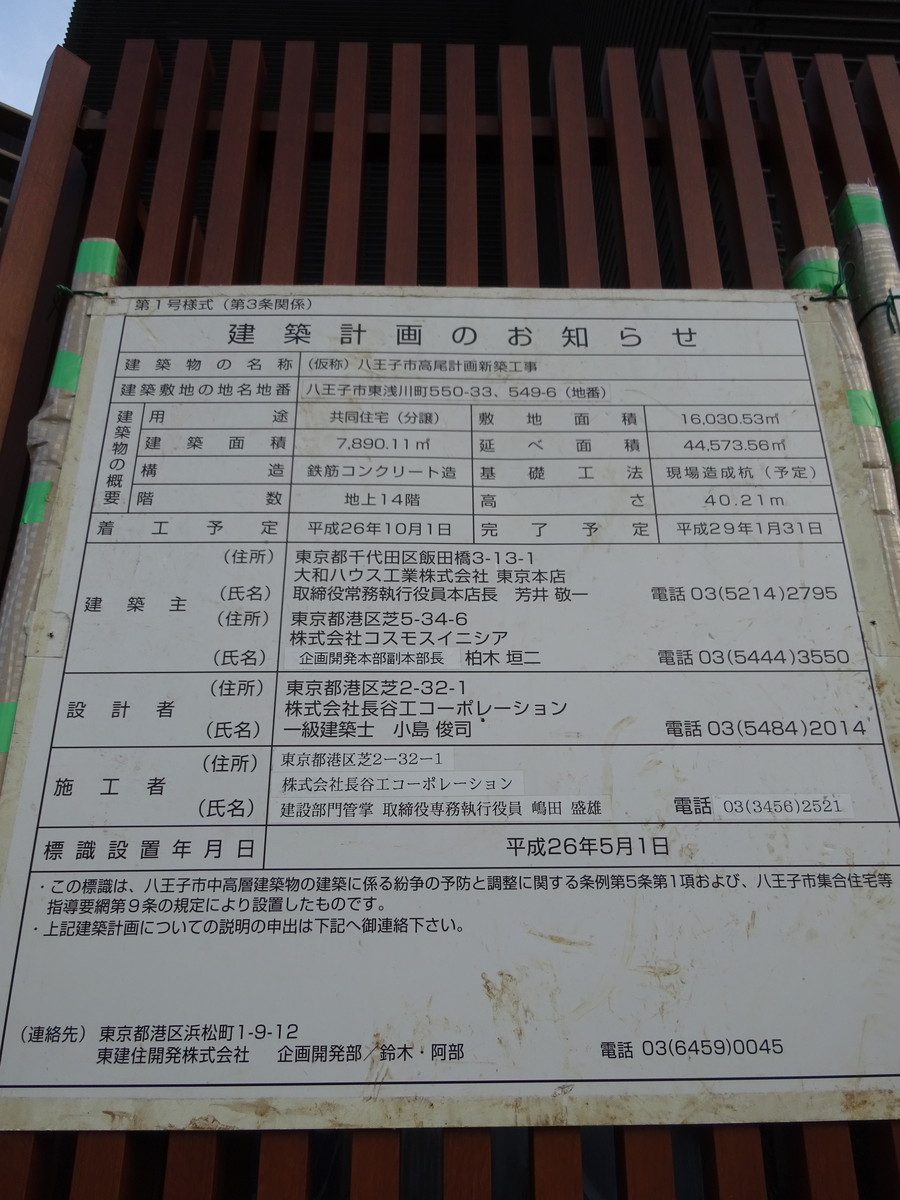 第1号様式（第3条関係）
建築計画のお知らせ
建築物の名称 （仮称）八王子市高尾計画新築工事
建築敷地の地名地番 八王子市東浅川町550-33、549-6（地番）
建築物の概要
用途 共同住宅（分譲） 敷地面積 16,030.53㎡
建築面積 7,890.11㎡ 延べ面積 44,573.56㎡
構造 鉄筋コンクリート造 基礎工法 現場造成杭（予定）
階数 地上14階 高さ 40.21m
着工予定 平成26年10月1日 完了予定 平成29年1月31日
建築主 （住所） 東京都千代田区飯田橋3-13-1
大和ハウス工業株式会社 東京本店
（氏名） 取締役常務執行役員本店長 芳井 敬一 電話 03(5214)2795
（住所） 東京都港区芝5-34-6
株式会社コスモスイニシア
（氏名） 企画開発本部副本部長 柏木 垣二 電話 03(5444)3550
設計者 （住所） 東京都港区芝2-32-1
株式会社長谷工コーポレーション
（氏名） 一級建築士 小島 俊司 電話 03(5484)2014
施工者 （住所） 東京都港区芝2－32－1
株式会社長谷工コーポレーション
（氏名） 建設部門管掌 取締役専務執行役員 嶋田 盛雄 電話 03(3456)2521
標識設置年月日 平成26年5月1日
・この標識は、八王子市中高層建築物の建築に係る紛争の予防と調整に関する条例第5条第1項および、八王子市集合住宅等
指導要綱第9条の規定により設置したものです。
・上記建築計画についての説明の申出は下記へ御連絡下さい。
（連絡先） 東京都港区浜松町1-9-12
東建住開発株式会社 企画開発部／鈴木・阿部 電話 03(6459)0045